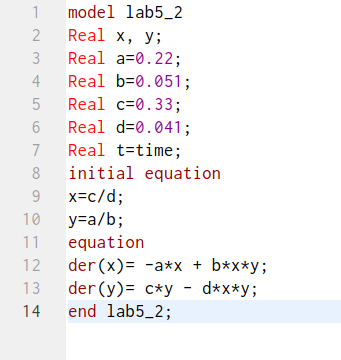 1 model lab5_2
2 Real x, y;
3 Real a=0.22;
4 Real b=0.051;
5 Real c=0.33;
6 Real d=0.041;
7 Real t=time;
8 initial equation
9 x=c/d;
10 y=a/b;
11 equation
12 der(x)= -a*x + b*x*y;
13 der(y)= c*y - d*x*y;
14 end lab5_2;